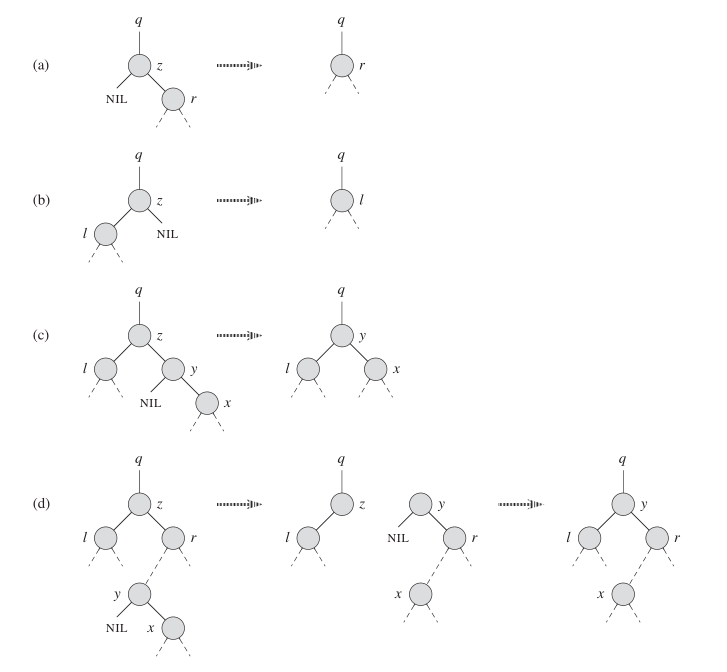 q q
(a) z r
NIL r
q q
(b) z l
l NIL
q q
(c) z y
l y l x
NIL x
q q q
(d) z z y y
l r l NIL r l r
y x x
NIL x